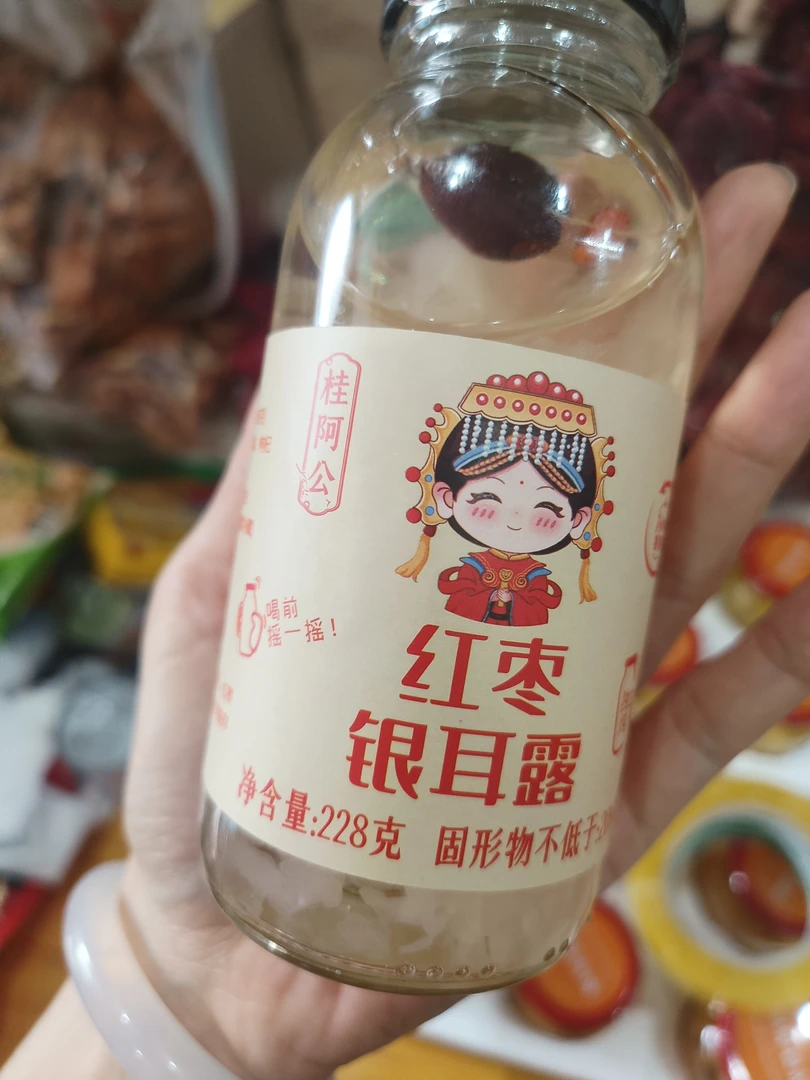 桂阿公
喝前
摇一摇！
红枣
银耳露
净含量:228克 固形物不低于: